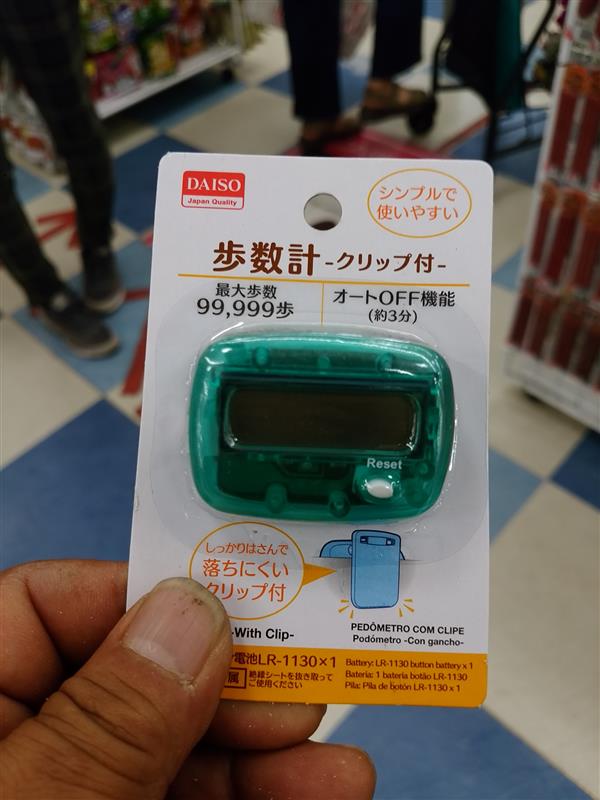 DAISO
Japan Quality
シンプルで
使いやすい
歩数計 -クリップ付-
最大歩数
99,999歩
オートOFF機能
(約3分)
Reset
しっかりはさんで
落ちにくい
クリップ付
-With Clip-
PEDÔMETRO COM CLIPE
Podómetro -Con gancho-
電池LR-1130×1
属
絶縁シートを抜き取って
ご使用ください
Battery: LR-1130 button battery x 1
Bateria: 1 bateria botão LR-1130
Pila: Pila de botón LR-1130 x 1